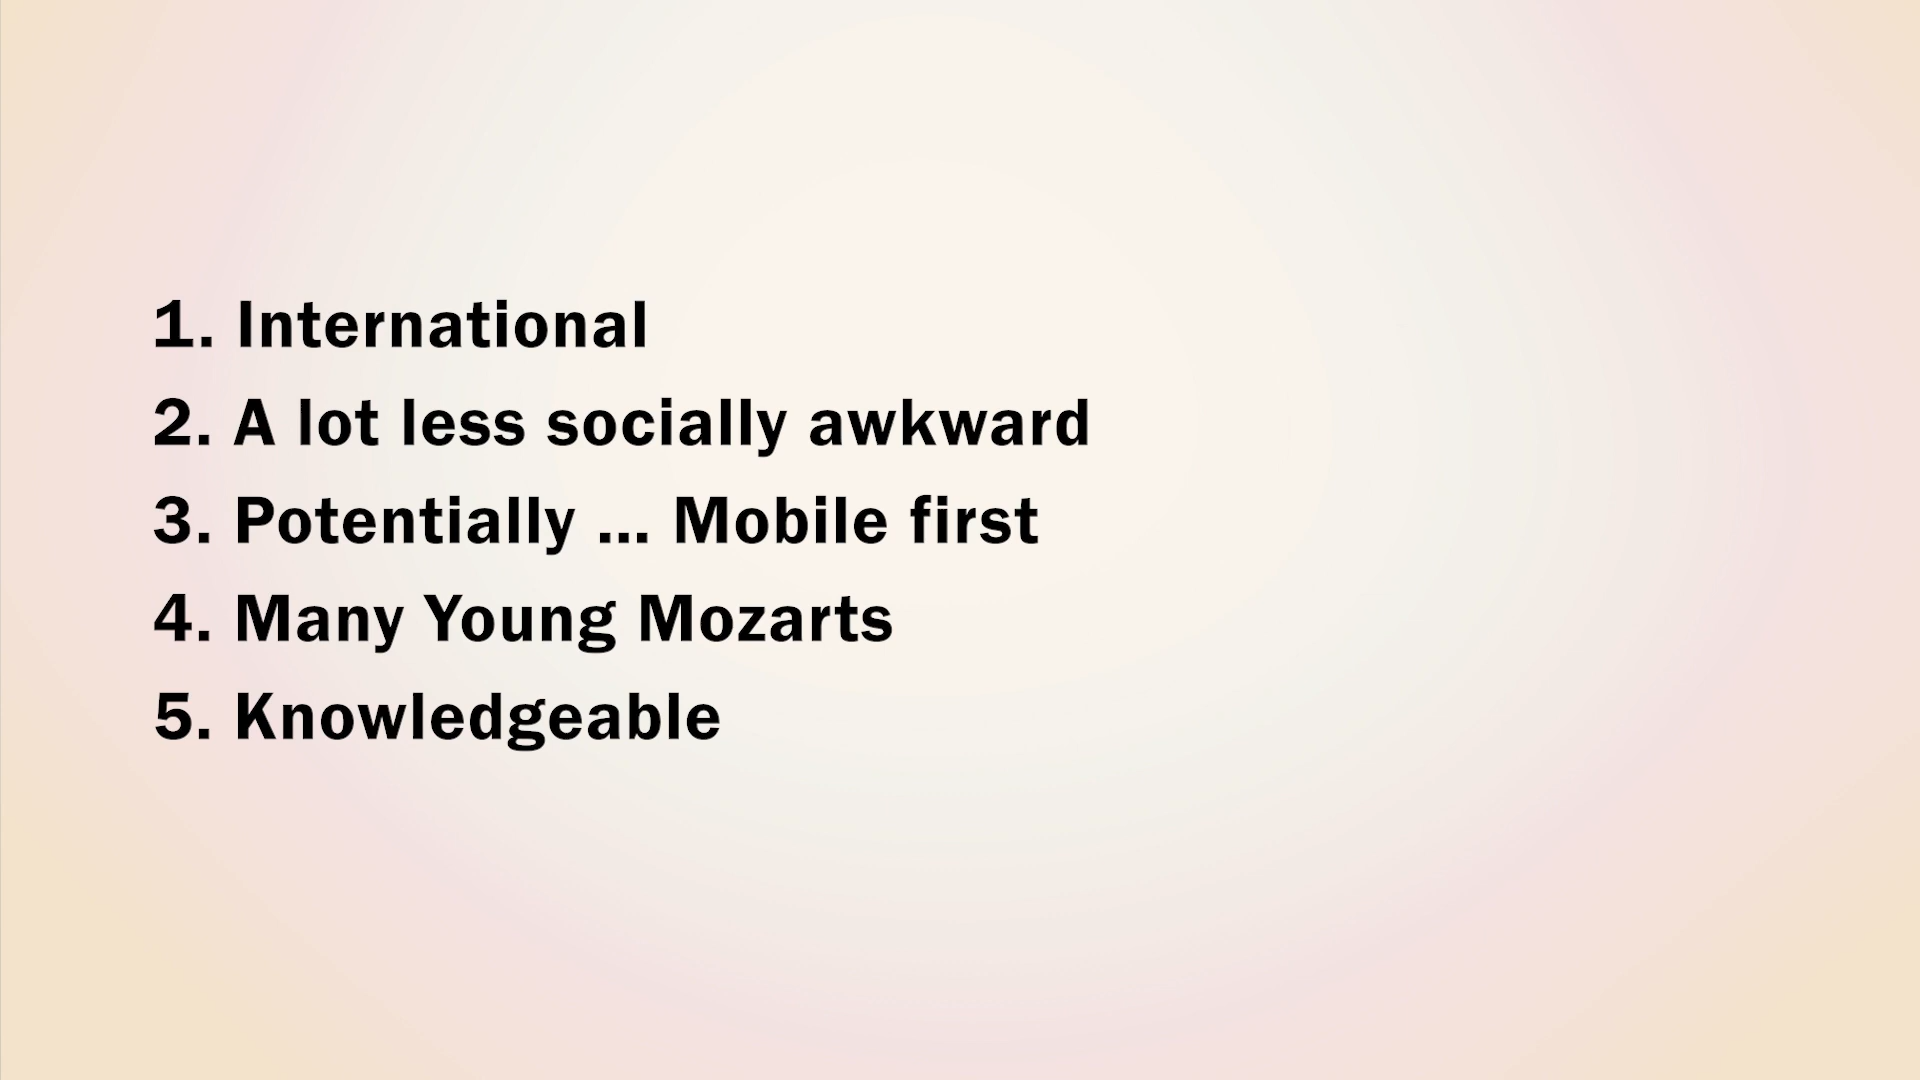 1. International
2. A lot less socially awkward
3. Potentially ... Mobile first
4. Many Young Mozarts
5. Knowledgeable